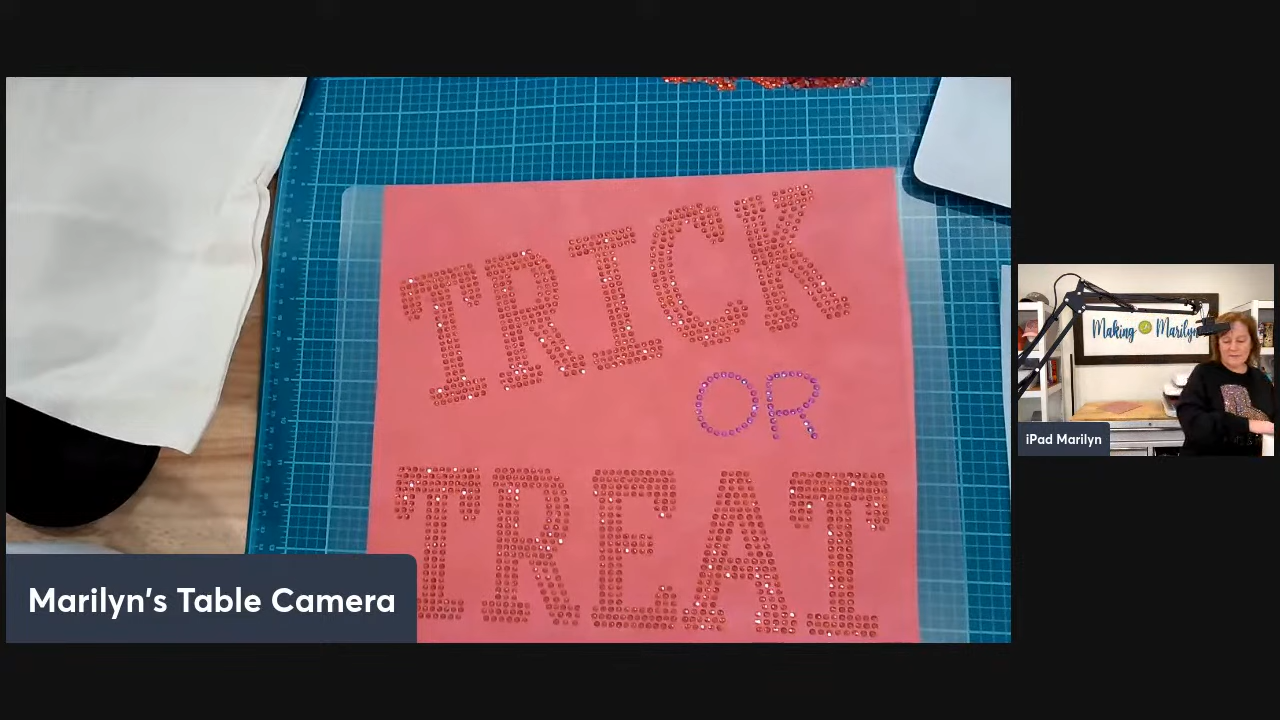 TRICK
OR
TREAT
Marilyn's Table Camera
Making Marilyn
iPad Marilyn